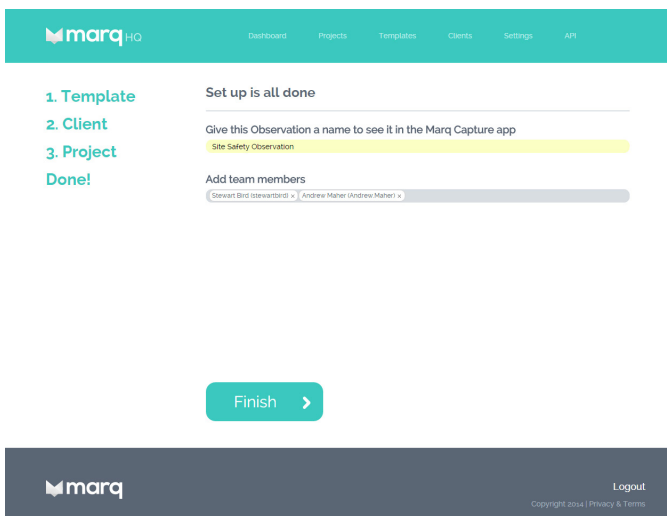 marq HQ
Dashboard Projects Templates Clients Settings API
1. Template
2. Client
3. Project
Done!
Set up is all done
Give this Observation a name to see it in the Marq Capture app
Site Safety Observation
Add team members
Stewart Bird (stewartbird) × Andrew Maher (Andrew.Maher) ×
Finish
marq
Logout
Copyright 2014 | Privacy & Terms